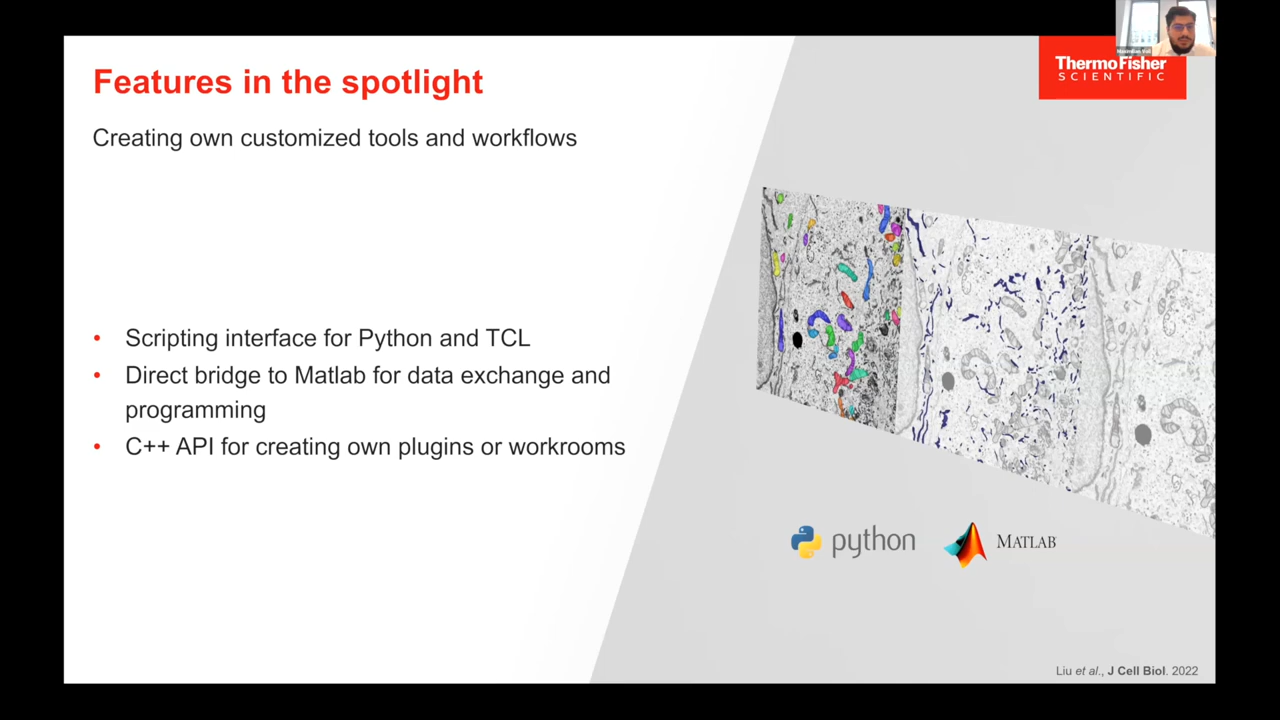 Features in the spotlight
ThermoFisher
SCIENTIFIC
Creating own customized tools and workflows
• Scripting interface for Python and TCL
• Direct bridge to Matlab for data exchange and
programming
• C++ API for creating own plugins or workrooms
python
MATLAB
Liu et al., J Cell Biol. 2022